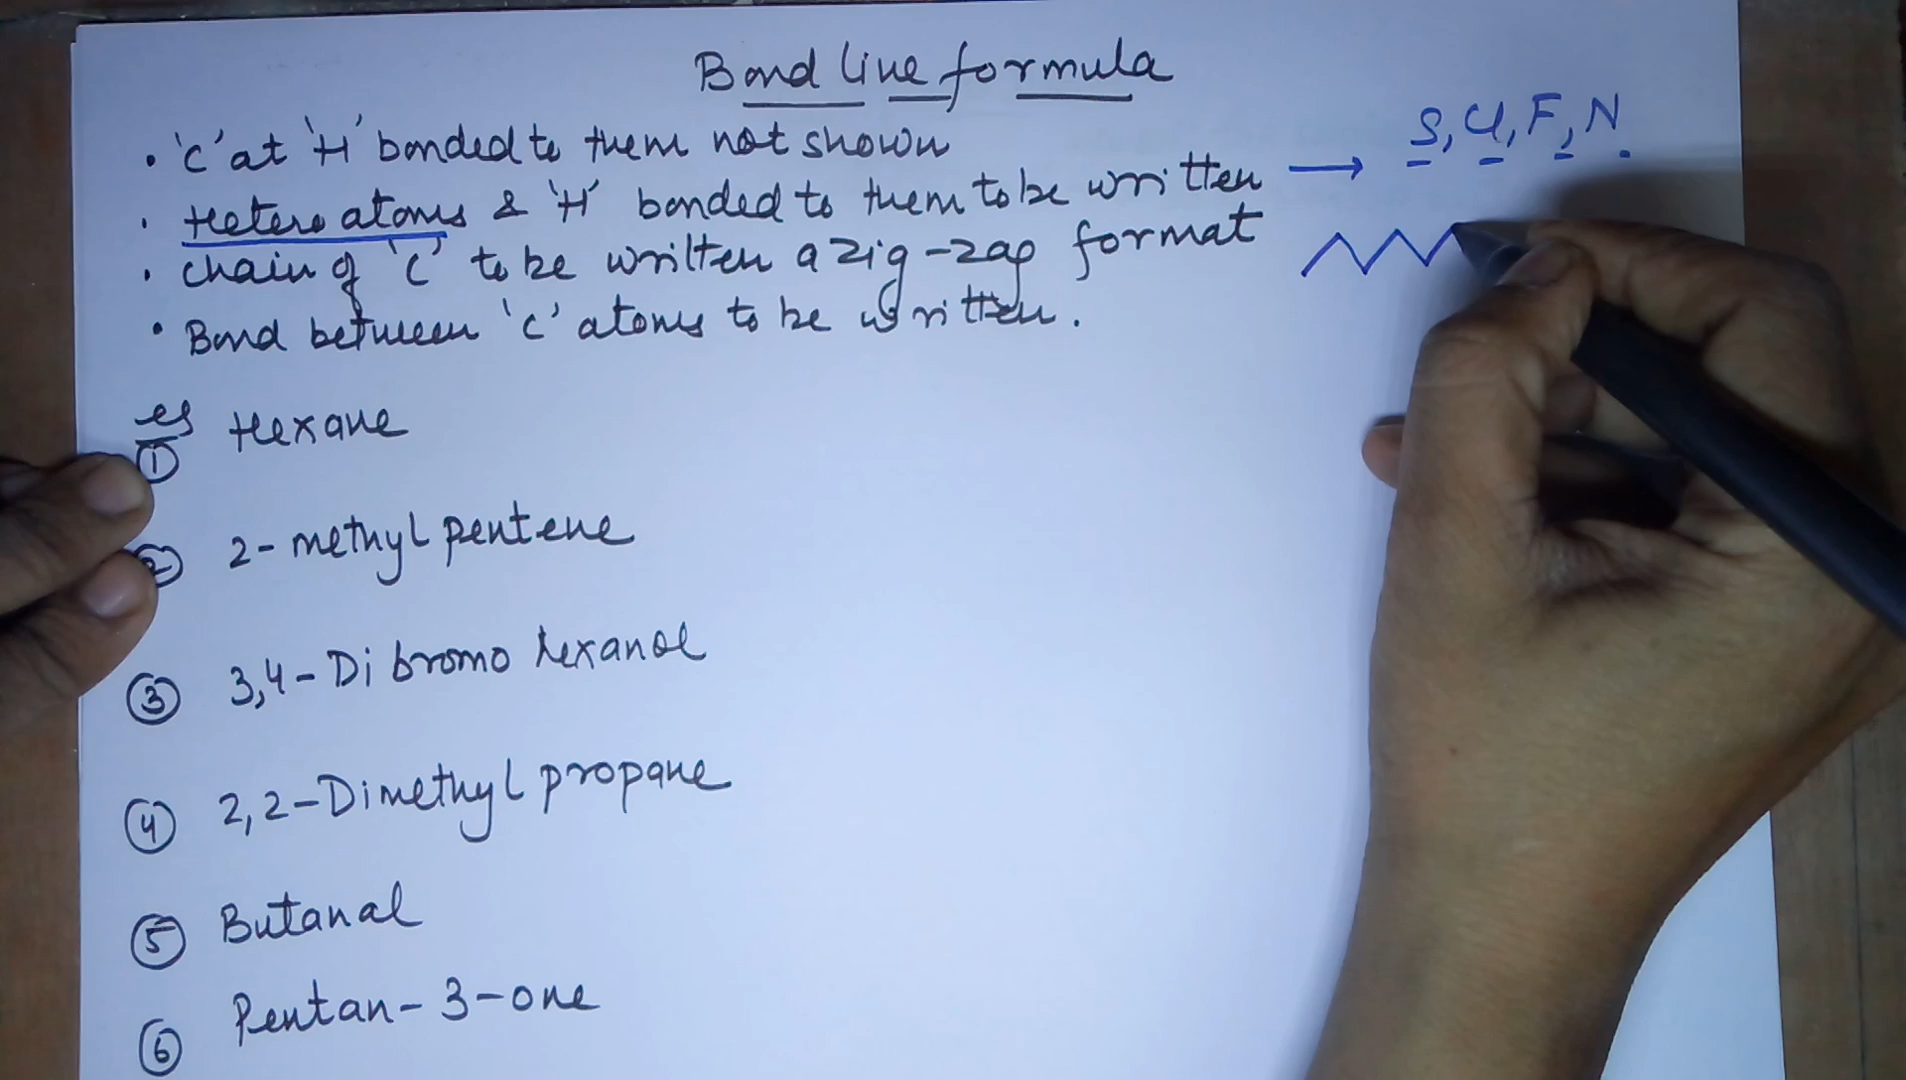 Bond line formula
• 'C' at 'H' bonded to them not shown
• Hetero atoms & 'H' bonded to them to be written → S, Cl, F, N
• chain of 'C' to be written a zig-zag format
• Bond between 'C' atoms to be written.
eg
① Hexane
② 2-methyl pentene
③ 3,4-Dibromo hexanol
④ 2,2-Dimethyl propane
⑤ Butanal
⑥ Pentan-3-one